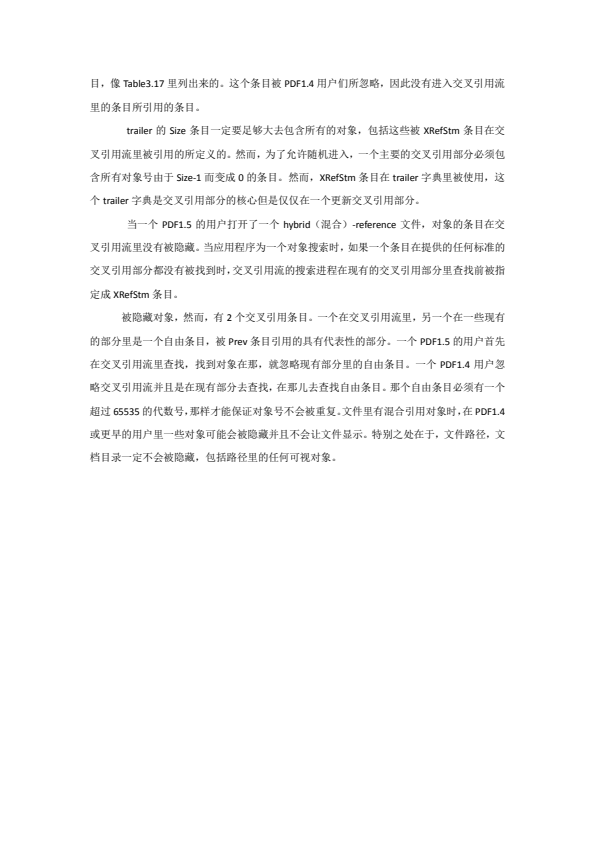 目，像 Table3.17 里列出来的。这个条目被 PDF1.4 用户们所忽略，因此没有进入交叉引用流
里的条目所引用的条目。
trailer 的 Size 条目一定要足够大去包含所有的对象，包括这些被 XRefStm 条目在交
叉引用流里被引用的所定义的。然而，为了允许随机进入，一个主要的交叉引用部分必须包
含所有对象号由于 Size-1 而变成 0 的条目。然而，XRefStm 条目在 trailer 字典里被使用，这
个 trailer 字典是交叉引用部分的核心但是仅仅在一个更新交叉引用部分。
当一个 PDF1.5 的用户打开了一个 hybrid（混合）-reference 文件，对象的条目在交
叉引用流里没有被隐藏。当应用程序为一个对象搜索时，如果一个条目在提供的任何标准的
交叉引用部分都没有被找到时，交叉引用流的搜索进程在现有的交叉引用部分里查找前被指
定成 XRefStm 条目。
被隐藏对象，然而，有 2 个交叉引用条目。一个在交叉引用流里，另一个在一些现有
的部分里是一个自由条目，被 Prev 条目引用的具有代表性的部分。一个 PDF1.5 的用户首先
在交叉引用流里查找，找到对象在那，就忽略现有部分里的自由条目。一个 PDF1.4 用户忽
略交叉引用流并且是在现有部分去查找，在那儿去查找自由条目。那个自由条目必须有一个
超过 65535 的代数号，那样才能保证对象号不会被重复。文件里有混合引用对象时，在 PDF1.4
或更早的用户里一些对象可能会被隐藏并且不会让文件显示。特别之处在于，文件路径，文
档目录一定不会被隐藏，包括路径里的任何可视对象。